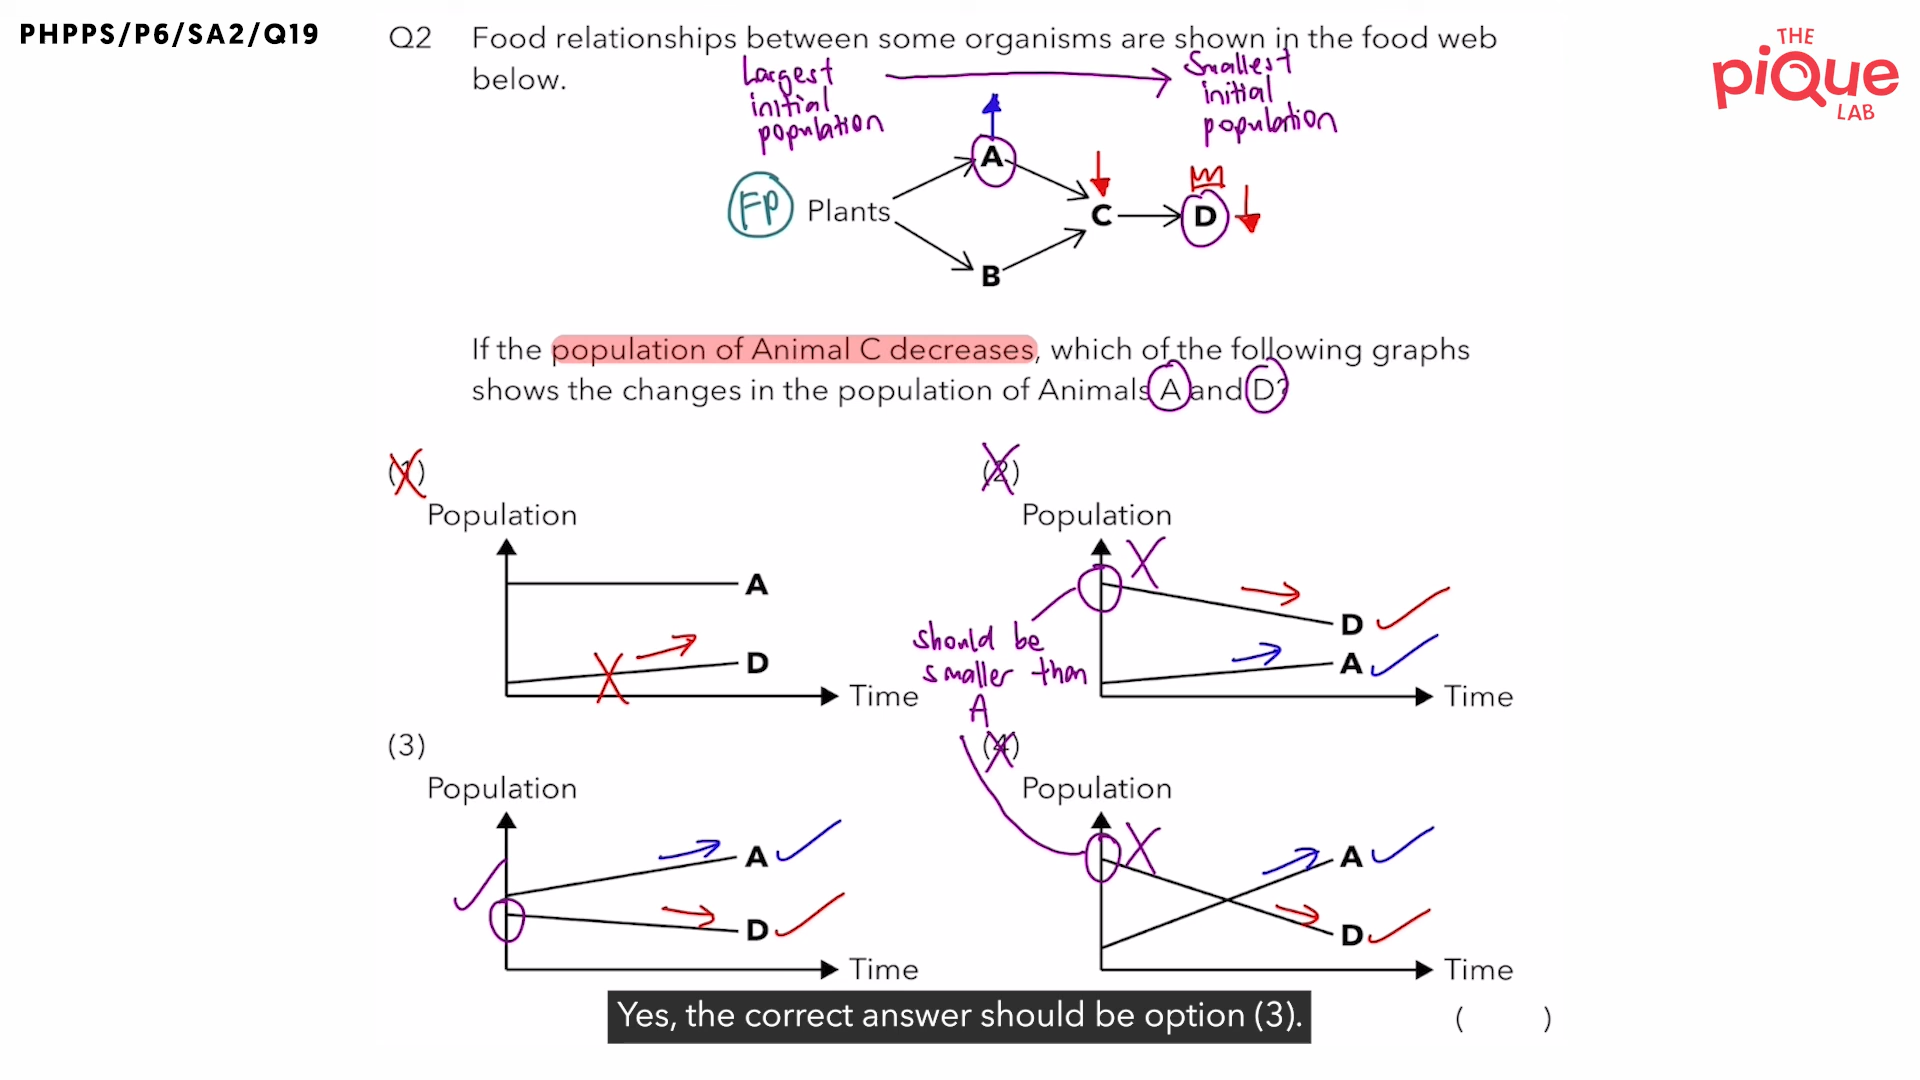 PHPPS/P6/SA2/Q19
THE
piQue
LAB
Q2 Food relationships between some organisms are shown in the food web
below.
Largest
initial
population
Smallest
initial
population
FP
Plants
A
B
C
D
If the population of Animal C decreases, which of the following graphs
shows the changes in the population of Animals A and D?
(1)
Population
A
D
Time
(2)
Population
D
A
Time
should be
smaller than
A
(3)
Population
A
D
Time
(4)
Population
A
D
Time
Yes, the correct answer should be option (3).
( )